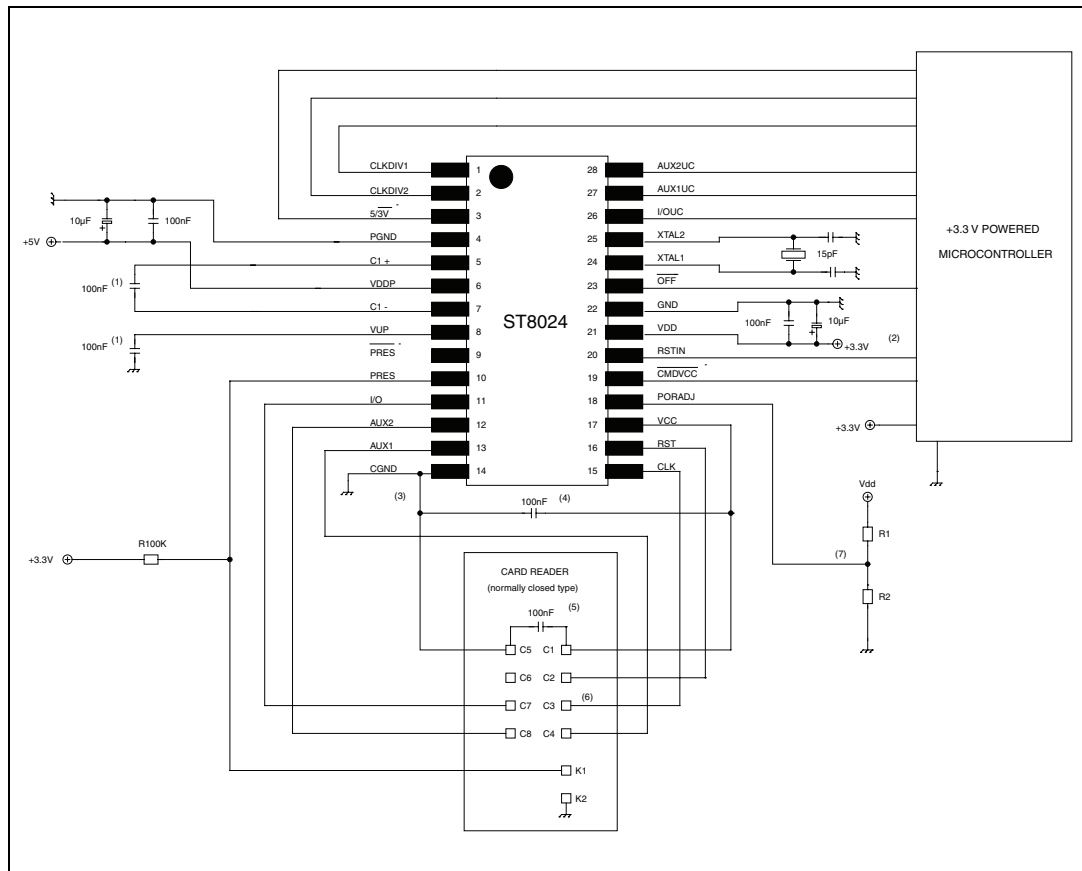 CLKDIV1
1
28
AUX2UC
CLKDIV2
2
27
AUX1UC
5/3V
3
26
I/OUC
+3.3 V POWERED
MICROCONTROLLER
10µF
100nF
+
PGND
4
25
XTAL2
15pF
+5V
C1 +
5
24
XTAL1
100nF (1)
VDDP
6
23
OFF
C1 -
7
ST8024
22
GND
100nF
10µF
+
100nF (1)
VUP
8
21
VDD
+3.3V
(2)
PRES
9
20
RSTIN
PRES
10
19
CMDVCC
I/O
11
18
PORADJ
AUX2
12
17
VCC
+3.3V
AUX1
13
16
RST
CGND
14
15
CLK
(3)
100nF
(4)
Vdd
R1
+3.3V
R100K
(7)
R2
CARD READER
(normally closed type)
100nF
(5)
C5 C1
C6 C2
(6)
C7 C3
C8 C4
K1
K2